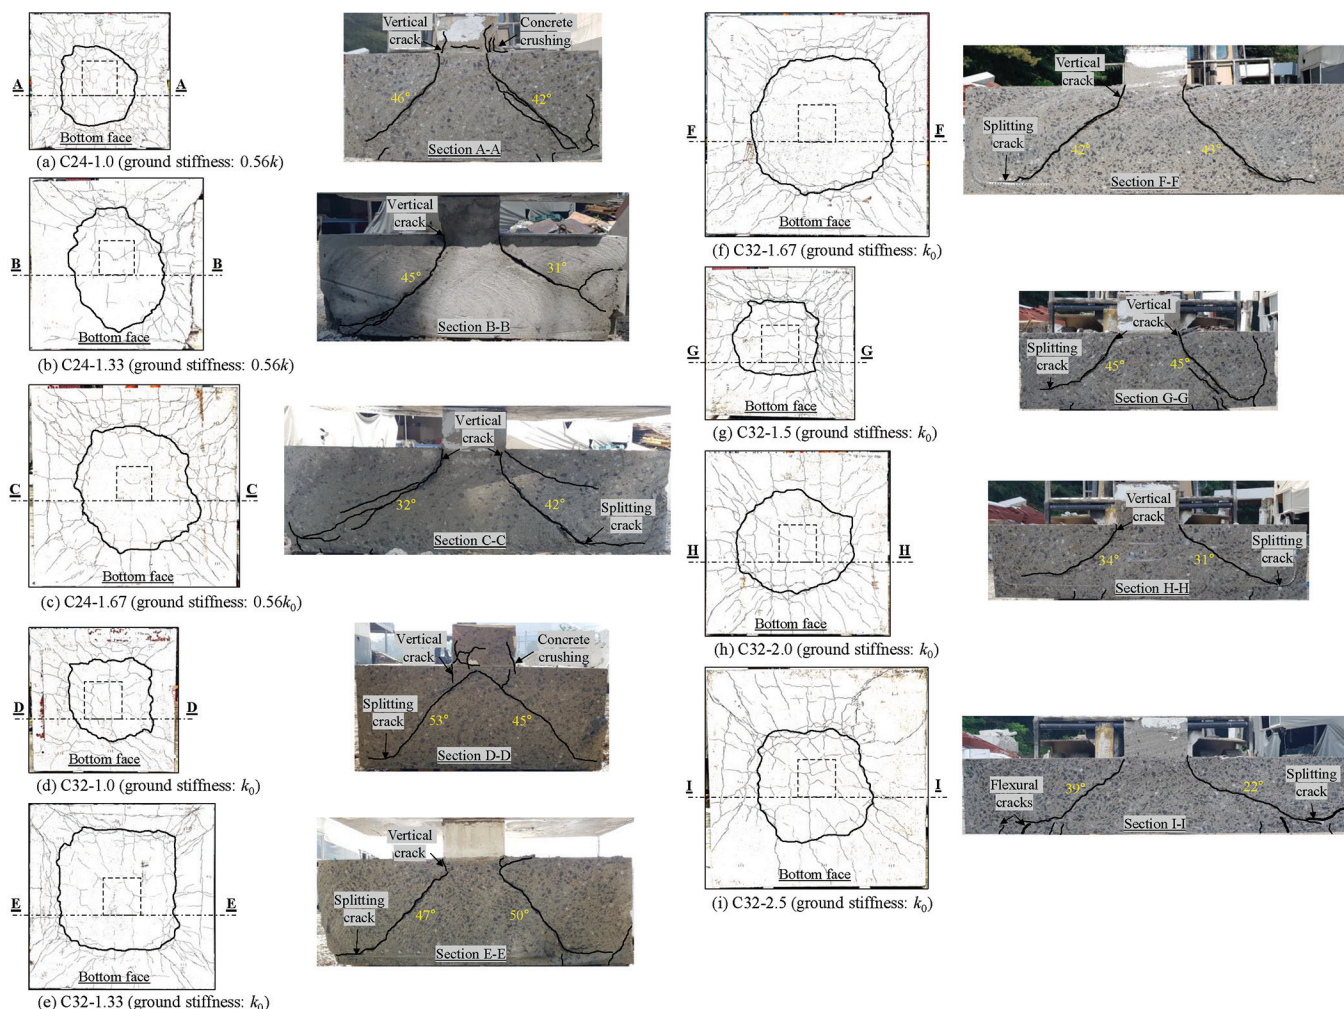 Vertical
crack
Concrete
crushing
A
A
46°
42°
Bottom face
Section A-A
(a) C24-1.0 (ground stiffness: 0.56k)
Vertical
crack
B
B
45°
31°
Bottom face
Section B-B
(b) C24-1.33 (ground stiffness: 0.56k)
Vertical
crack
C
C
32°
42°
Splitting
crack
Bottom face
Section C-C
(c) C24-1.67 (ground stiffness: 0.56k₀)
Vertical
crack
Concrete
crushing
D
D
Splitting
crack
53°
45°
Bottom face
Section D-D
(d) C32-1.0 (ground stiffness: k₀)
Vertical
crack
E
E
Splitting
crack
47°
50°
Bottom face
Section E-E
(e) C32-1.33 (ground stiffness: k₀)
Vertical
crack
F
F
Splitting
crack
42°
43°
Bottom face
Section F-F
(f) C32-1.67 (ground stiffness: k₀)
Vertical
crack
G
G
Splitting
crack
45°
45°
Bottom face
Section G-G
(g) C32-1.5 (ground stiffness: k₀)
Vertical
crack
H
H
34°
31°
Splitting
crack
Bottom face
Section H-H
(h) C32-2.0 (ground stiffness: k₀)
I
I
Flexural
cracks
39°
22°
Splitting
crack
Bottom face
Section I-I
(i) C32-2.5 (ground stiffness: k₀)